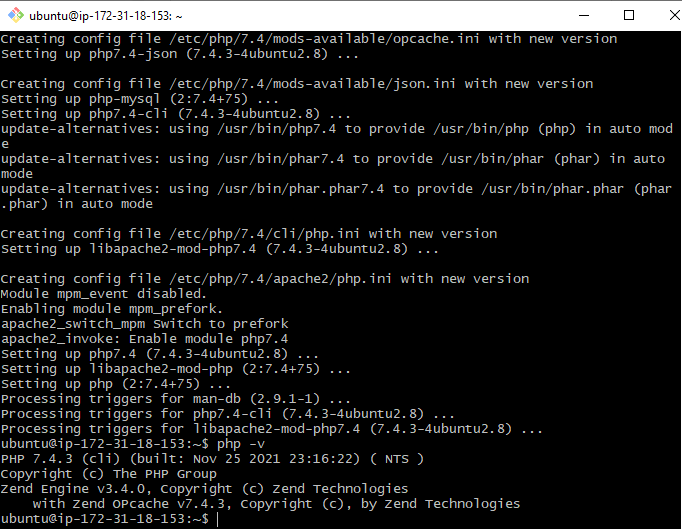 ubuntu@ip-172-31-18-153: ~
Creating config file /etc/php/7.4/mods-available/opcache.ini with new version
Setting up php7.4-json (7.4.3-4ubuntu2.8) ...
Creating config file /etc/php/7.4/mods-available/json.ini with new version
Setting up php-mysql (2:7.4+75) ...
Setting up php7.4-cli (7.4.3-4ubuntu2.8) ...
update-alternatives: using /usr/bin/php7.4 to provide /usr/bin/php (php) in auto mod
e
update-alternatives: using /usr/bin/phar7.4 to provide /usr/bin/phar (phar) in auto
mode
update-alternatives: using /usr/bin/phar.phar7.4 to provide /usr/bin/phar.phar (phar
.phar) in auto mode
Creating config file /etc/php/7.4/cli/php.ini with new version
Setting up libapache2-mod-php7.4 (7.4.3-4ubuntu2.8) ...
Creating config file /etc/php/7.4/apache2/php.ini with new version
Module mpm_event disabled.
Enabling module mpm_prefork.
apache2_switch_mpm Switch to prefork
apache2_invoke: Enable module php7.4
Setting up php7.4 (7.4.3-4ubuntu2.8) ...
Setting up libapache2-mod-php (2:7.4+75) ...
Setting up php (2:7.4+75) ...
Processing triggers for man-db (2.9.1-1) ...
Processing triggers for php7.4-cli (7.4.3-4ubuntu2.8) ...
Processing triggers for libapache2-mod-php7.4 (7.4.3-4ubuntu2.8) ...
ubuntu@ip-172-31-18-153:~$ php -v
PHP 7.4.3 (cli) (built: Nov 25 2021 23:16:22) ( NTS )
Copyright (c) The PHP Group
Zend Engine v3.4.0, Copyright (c) Zend Technologies
    with Zend OPcache v7.4.3, Copyright (c), by Zend Technologies
ubuntu@ip-172-31-18-153:~$